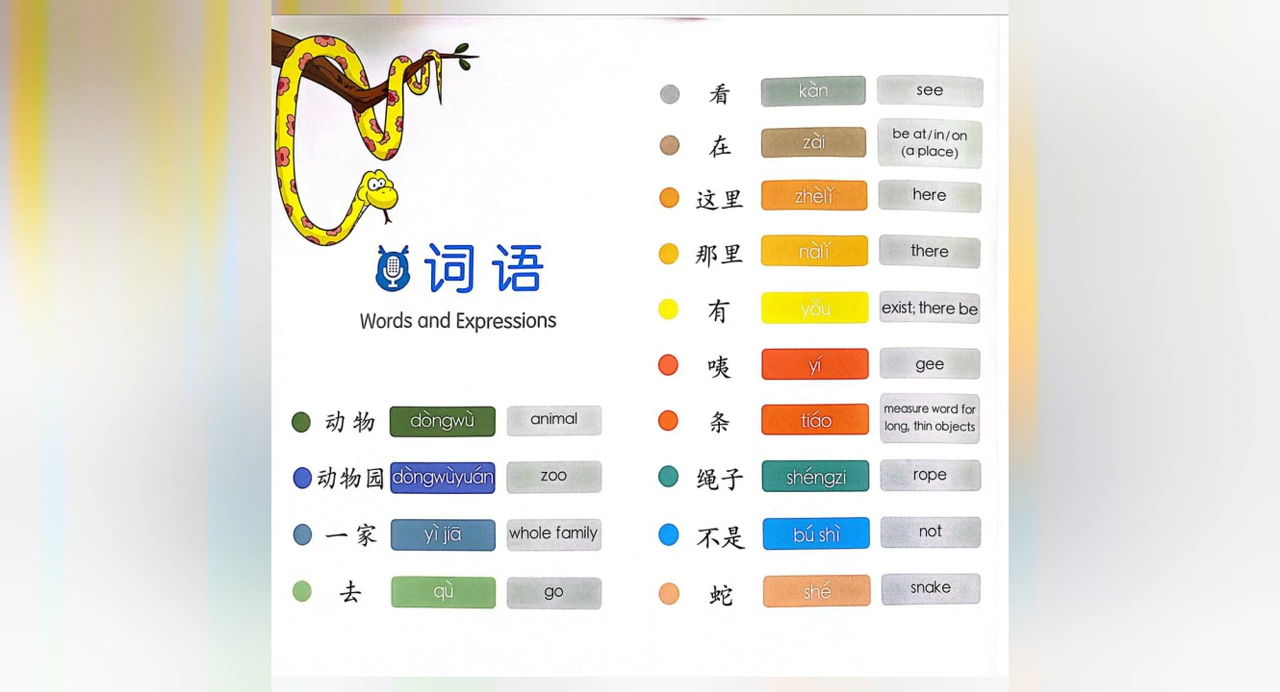 词语
Words and Expressions
动物 dòngwù animal
动物园 dòngwùyuán zoo
一家 yì jiā whole family
去 qù go
看 kàn see
在 zài be at/in/on
(a place)
这里 zhèlǐ here
那里 nàlǐ there
有 yǒu exist; there be
咦 yí gee
条 tiáo measure word for
long, thin objects
绳子 shéngzi rope
不是 bú shì not
蛇 shé snake